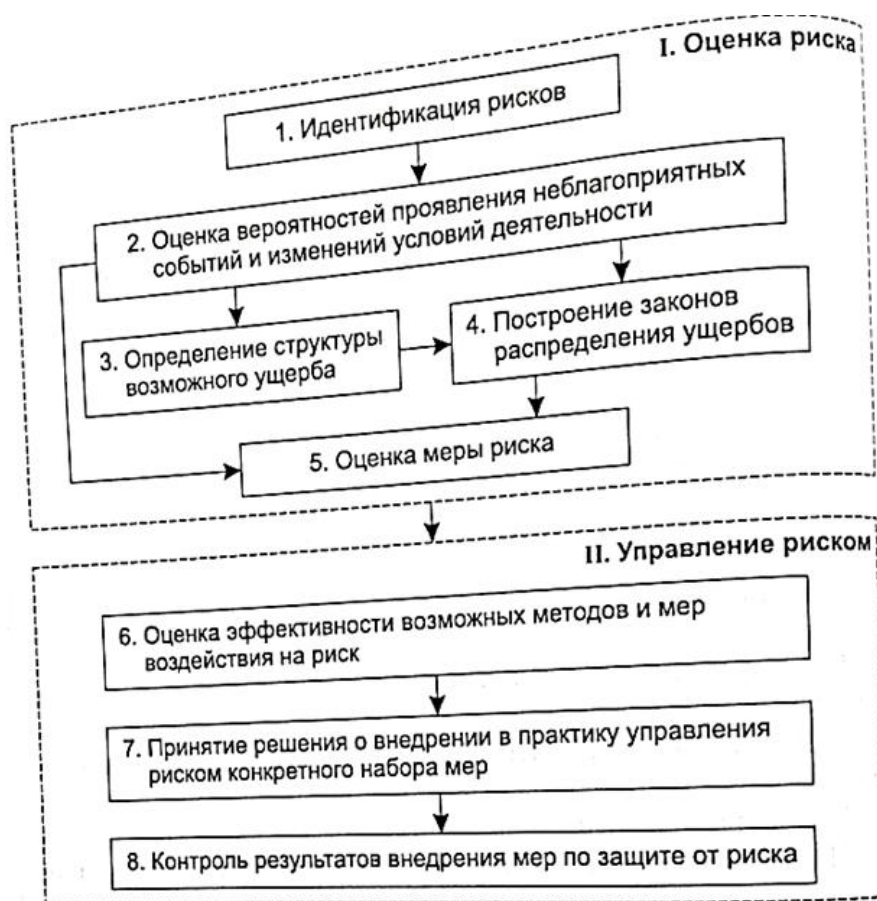 I. Оценка риска
1. Идентификация рисков
2. Оценка вероятностей проявления неблагоприятных
событий и изменений условий деятельности
3. Определение структуры
возможного ущерба
4. Построение законов
распределения ущербов
5. Оценка меры риска
II. Управление риском
6. Оценка эффективности возможных методов и мер
воздействия на риск
7. Принятие решения о внедрении в практику управления
риском конкретного набора мер
8. Контроль результатов внедрения мер по защите от риска